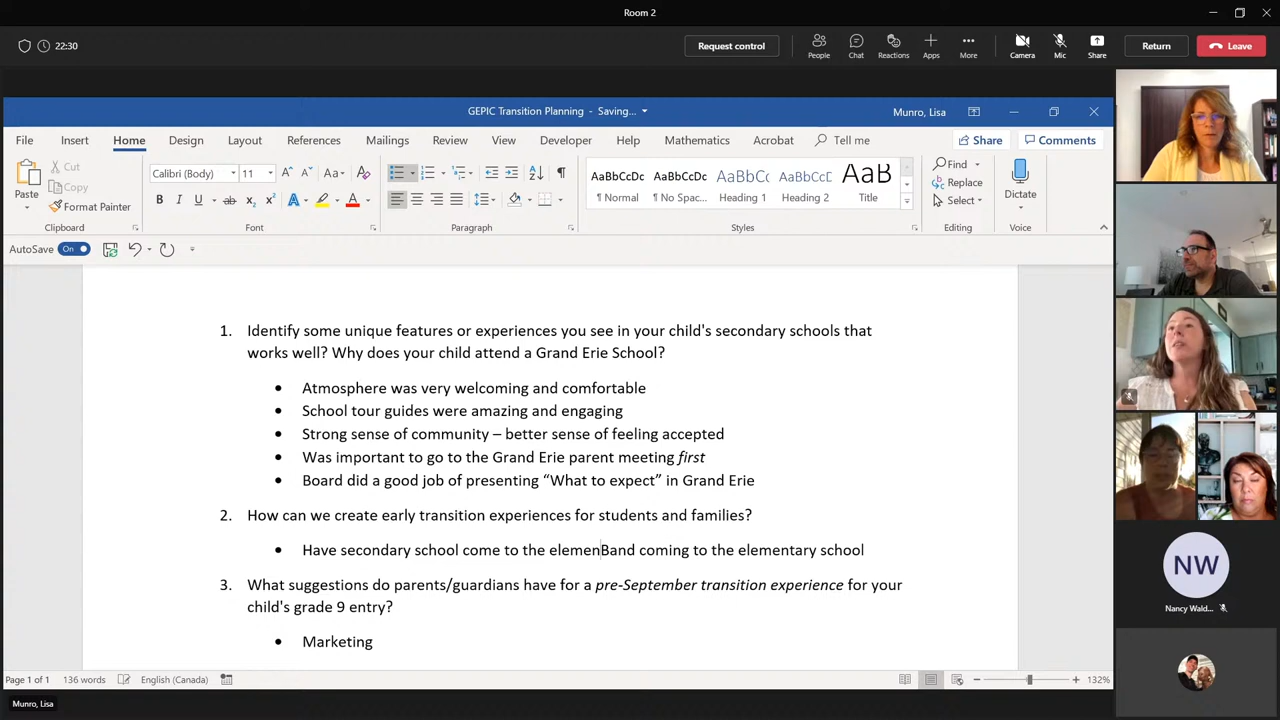 Room 2
22:30
Request control
People
Chat
Reactions
Apps
More
Camera
Mic
Share
Return
Leave
GEPIC Transition Planning - Saving...
Munro, Lisa
File Insert Home Design Layout References Mailings Review View Developer Help Mathematics Acrobat Tell me Share Comments
Paste
Cut
Copy
Format Painter
Clipboard
Calibri (Body) 11
Font
Paragraph
AaBbCcDc AaBbCcDc AaBbCc AaBbCcD AaB
¶ Normal ¶ No Spac... Heading 1 Heading 2 Title
Styles
Find
Replace
Select
Editing
Dictate
Voice
AutoSave On
1. Identify some unique features or experiences you see in your child's secondary schools that
works well? Why does your child attend a Grand Erie School?
• Atmosphere was very welcoming and comfortable
• School tour guides were amazing and engaging
• Strong sense of community – better sense of feeling accepted
• Was important to go to the Grand Erie parent meeting first
• Board did a good job of presenting “What to expect” in Grand Erie
2. How can we create early transition experiences for students and families?
• Have secondary school come to the elemenBand coming to the elementary school
3. What suggestions do parents/guardians have for a pre-September transition experience for your
child's grade 9 entry?
• Marketing
NW
Nancy Wald...
Page 1 of 1 136 words English (Canada) 132%
Munro, Lisa